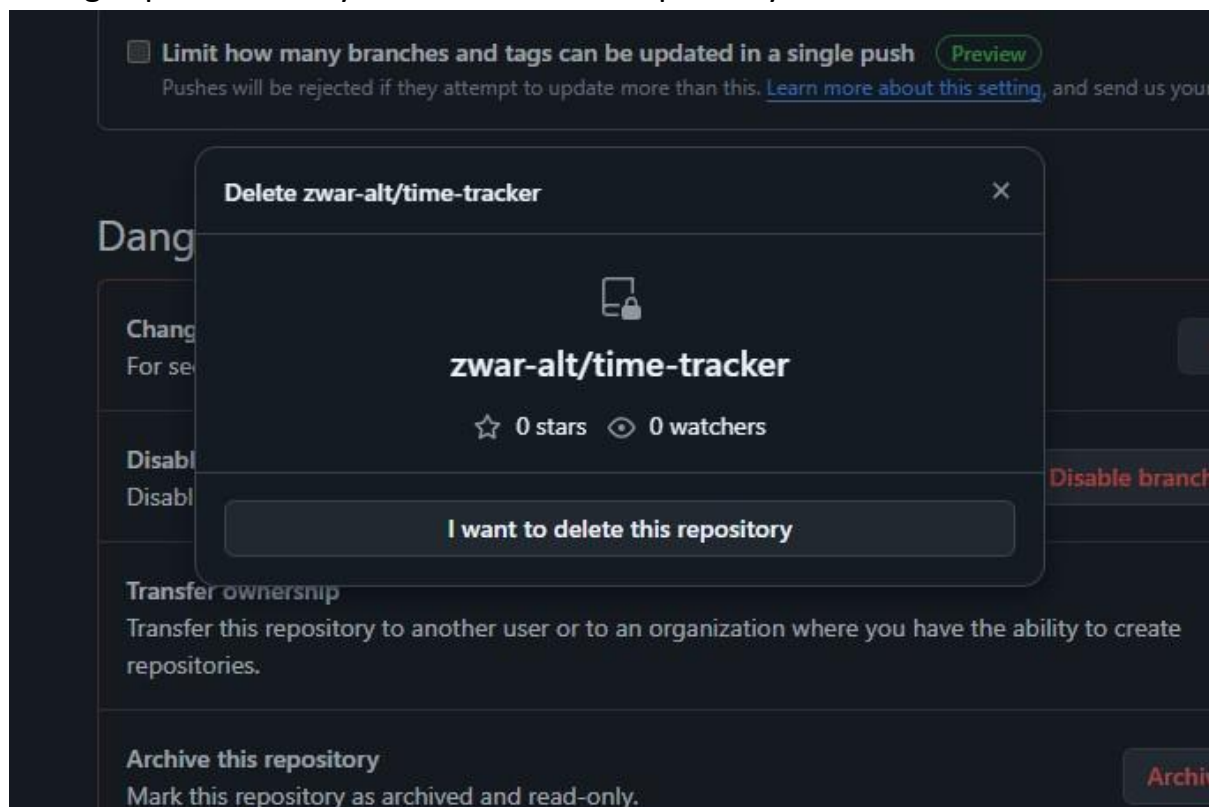 Limit how many branches and tags can be updated in a single push Preview
Pushes will be rejected if they attempt to update more than this. Learn more about this setting, and send us your
Delete zwar-alt/time-tracker
Dang
zwar-alt/time-tracker
Chang
For se
0 stars 0 watchers
Disabl
Disabl
Disable branch
I want to delete this repository
Transfer ownership
Transfer this repository to another user or to an organization where you have the ability to create
repositories.
Archive this repository
Mark this repository as archived and read-only.
Archiv